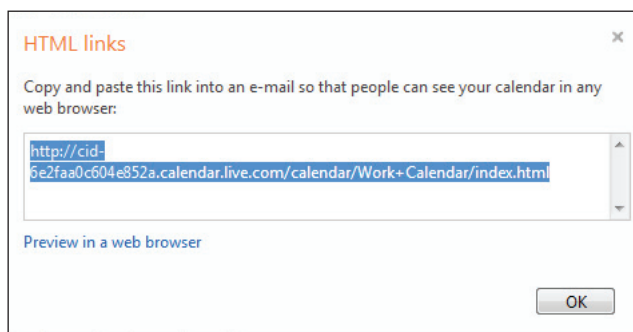 HTML links
Copy and paste this link into an e-mail so that people can see your calendar in any
web browser:
http://cid-
6e2faa0c604e852a.calendar.live.com/calendar/Work+Calendar/index.html
Preview in a web browser
OK